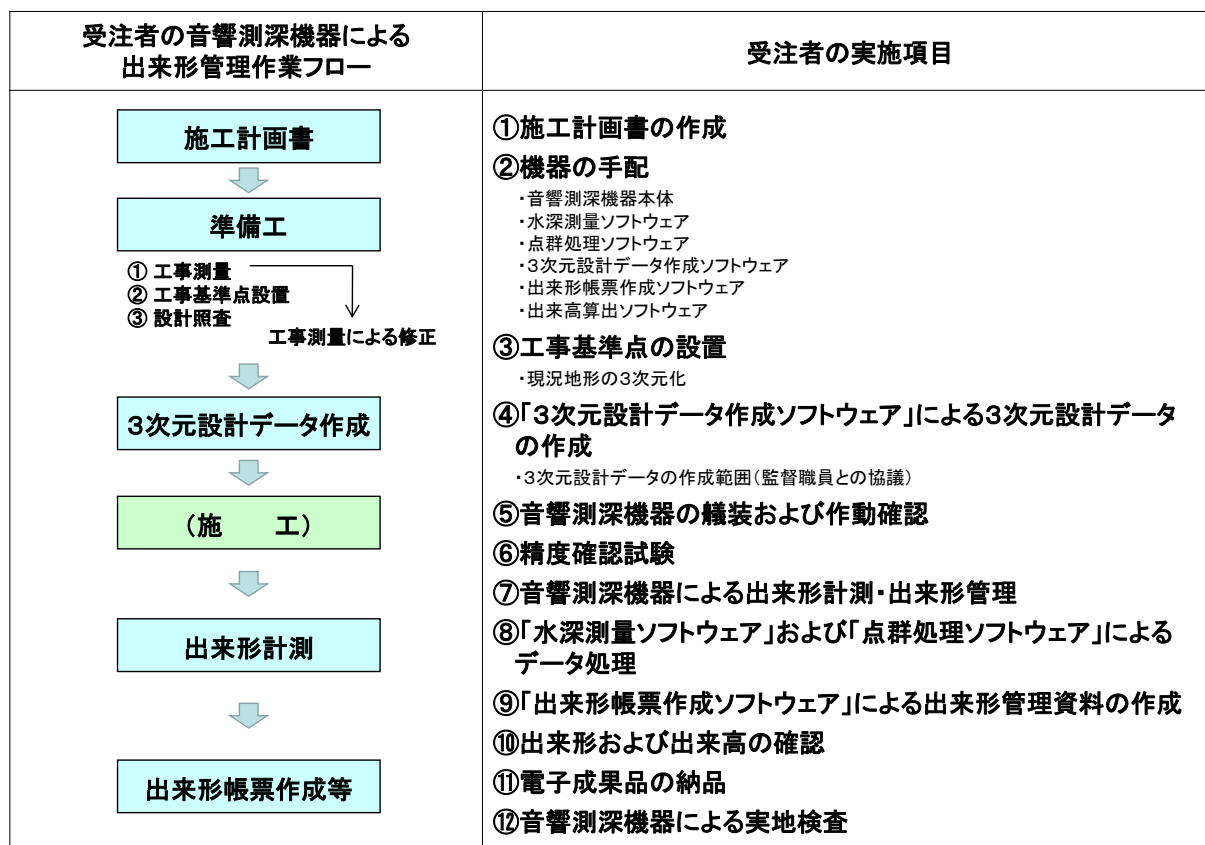 受注者の音響測深機器による
出来形管理作業フロー
受注者の実施項目
施工計画書
準備工
① 工事測量
② 工事基準点設置
③ 設計照査
工事測量による修正
3次元設計データ作成
(施　工)
出来形計測
出来形帳票作成等
①施工計画書の作成
②機器の手配
・音響測深機器本体
・水深測量ソフトウェア
・点群処理ソフトウェア
・3次元設計データ作成ソフトウェア
・出来形帳票作成ソフトウェア
・出来高算出ソフトウェア
③工事基準点の設置
・現況地形の3次元化
④「3次元設計データ作成ソフトウェア」による3次元設計データ
の作成
・3次元設計データの作成範囲(監督職員との協議)
⑤音響測深機器の艤装および作動確認
⑥精度確認試験
⑦音響測深機器による出来形計測・出来形管理
⑧「水深測量ソフトウェア」および「点群処理ソフトウェア」による
データ処理
⑨「出来形帳票作成ソフトウェア」による出来形管理資料の作成
⑩出来形および出来高の確認
⑪電子成果品の納品
⑫音響測深機器による実地検査